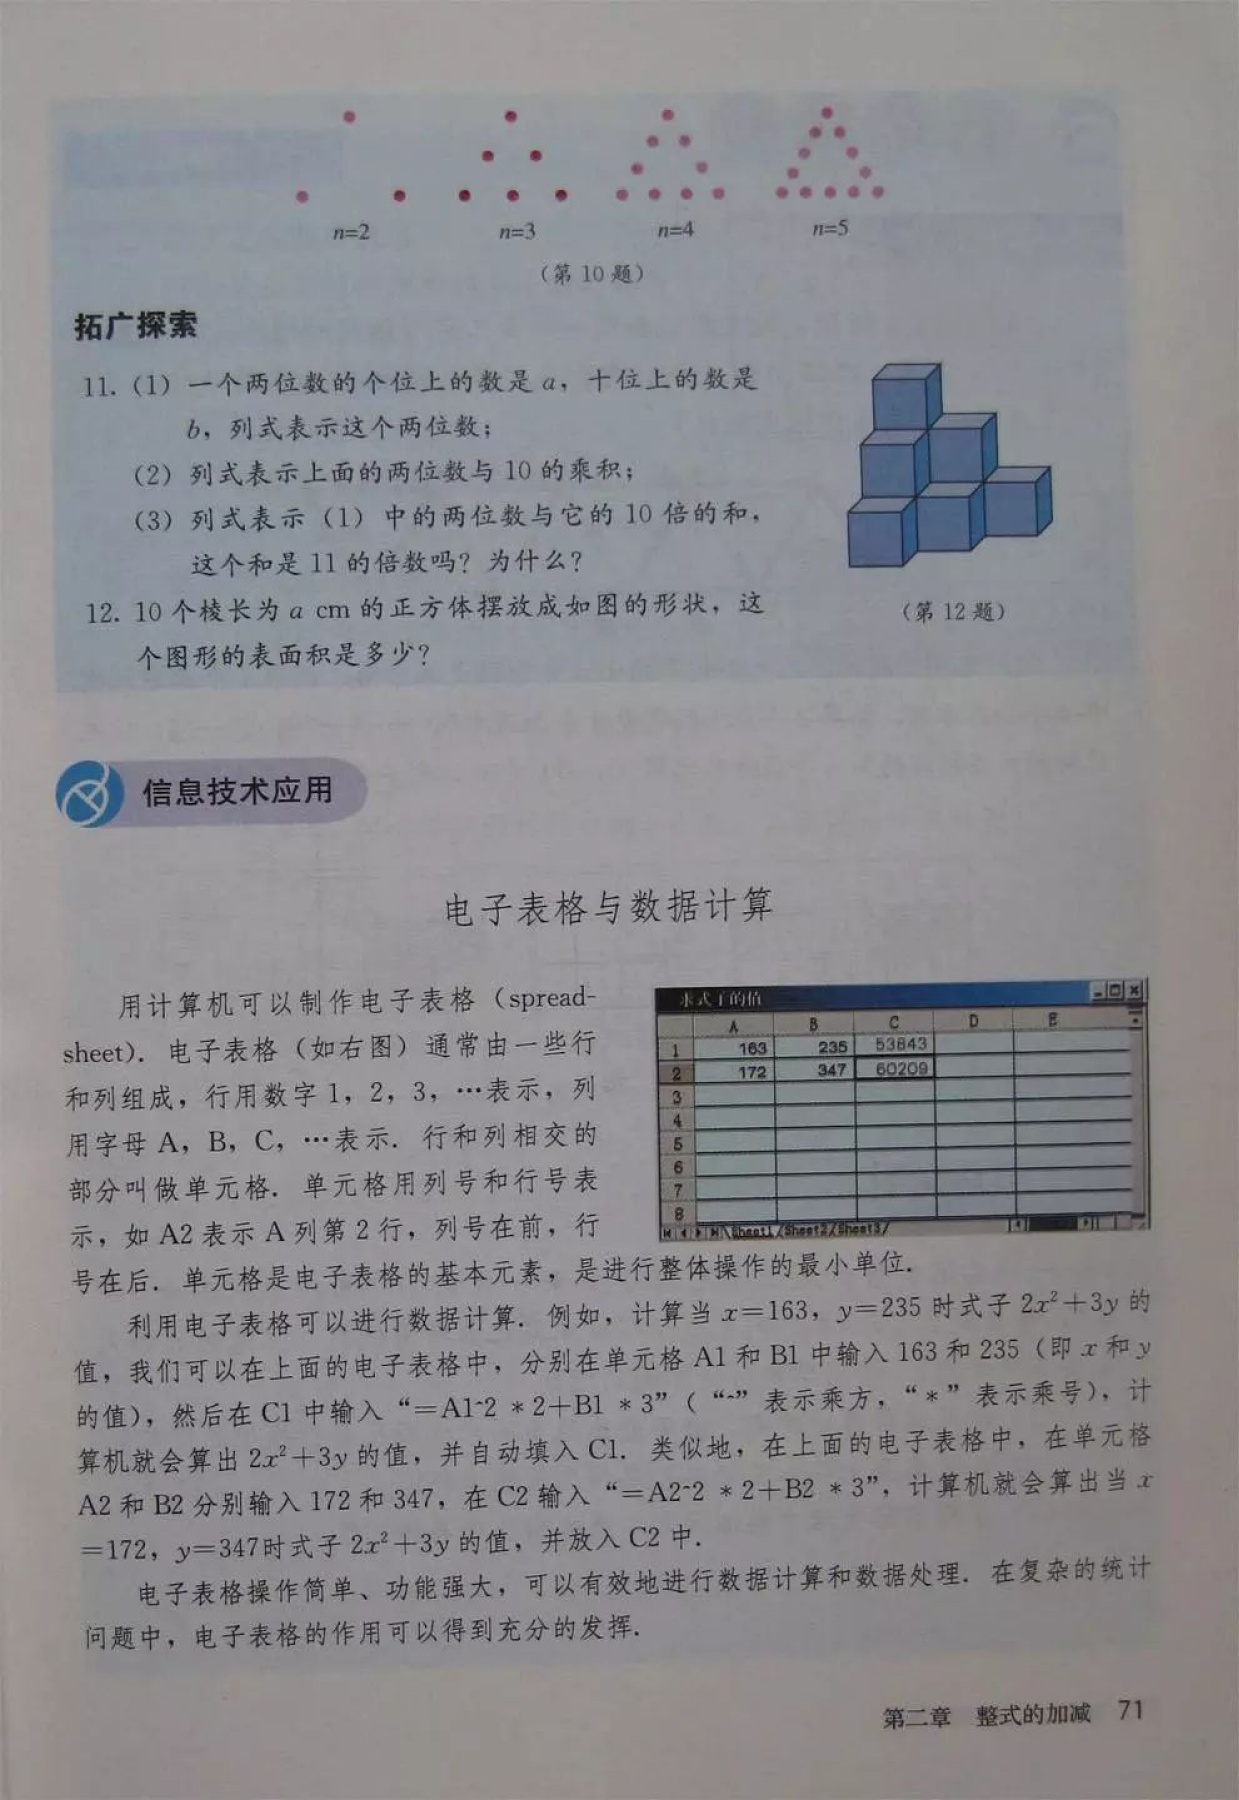 n=2
n=3
n=4
n=5
(第 10 题)
拓广探索
11. (1) 一个两位数的个位上的数是 a, 十位上的数是
b, 列式表示这个两位数;
(2) 列式表示上面的两位数与 10 的乘积;
(3) 列式表示 (1) 中的两位数与它的 10 倍的和,
这个和是 11 的倍数吗? 为什么?
12. 10 个棱长为 a cm 的正方体摆放成如图的形状, 这
个图形的表面积是多少?
(第 12 题)
信息技术应用
电子表格与数据计算
用计算机可以制作电子表格 (spread-
sheet). 电子表格 (如右图) 通常由一些行
和列组成, 行用数字 1, 2, 3, …表示, 列
用字母 A, B, C, …表示. 行和列相交的
部分叫做单元格. 单元格用列号和行号表
示, 如 A2 表示 A 列第 2 行, 列号在前, 行
号在后. 单元格是电子表格的基本元素, 是进行整体操作的最小单位.
求式子的值
A B C D E
1 163 235 53843
2 172 347 60209
3
4
5
6
7
8
Sheet1/Sheet2/Sheet3/
利用电子表格可以进行数据计算. 例如, 计算当 x=163, y=235 时式子 2x²+3y 的
值, 我们可以在上面的电子表格中, 分别在单元格 A1 和 B1 中输入 163 和 235 (即 x 和 y
的值), 然后在 C1 中输入 “=A1^2 * 2+B1 * 3” ( “^” 表示乘方, “*” 表示乘号), 计
算机就会算出 2x²+3y 的值, 并自动填入 C1. 类似地, 在上面的电子表格中, 在单元格
A2 和 B2 分别输入 172 和 347, 在 C2 输入 “=A2^2 * 2+B2 * 3”, 计算机就会算出当 x
=172, y=347时式子 2x²+3y 的值, 并放入 C2 中.
电子表格操作简单、功能强大, 可以有效地进行数据计算和数据处理. 在复杂的统计
问题中, 电子表格的作用可以得到充分的发挥.
第二章 整式的加减 71